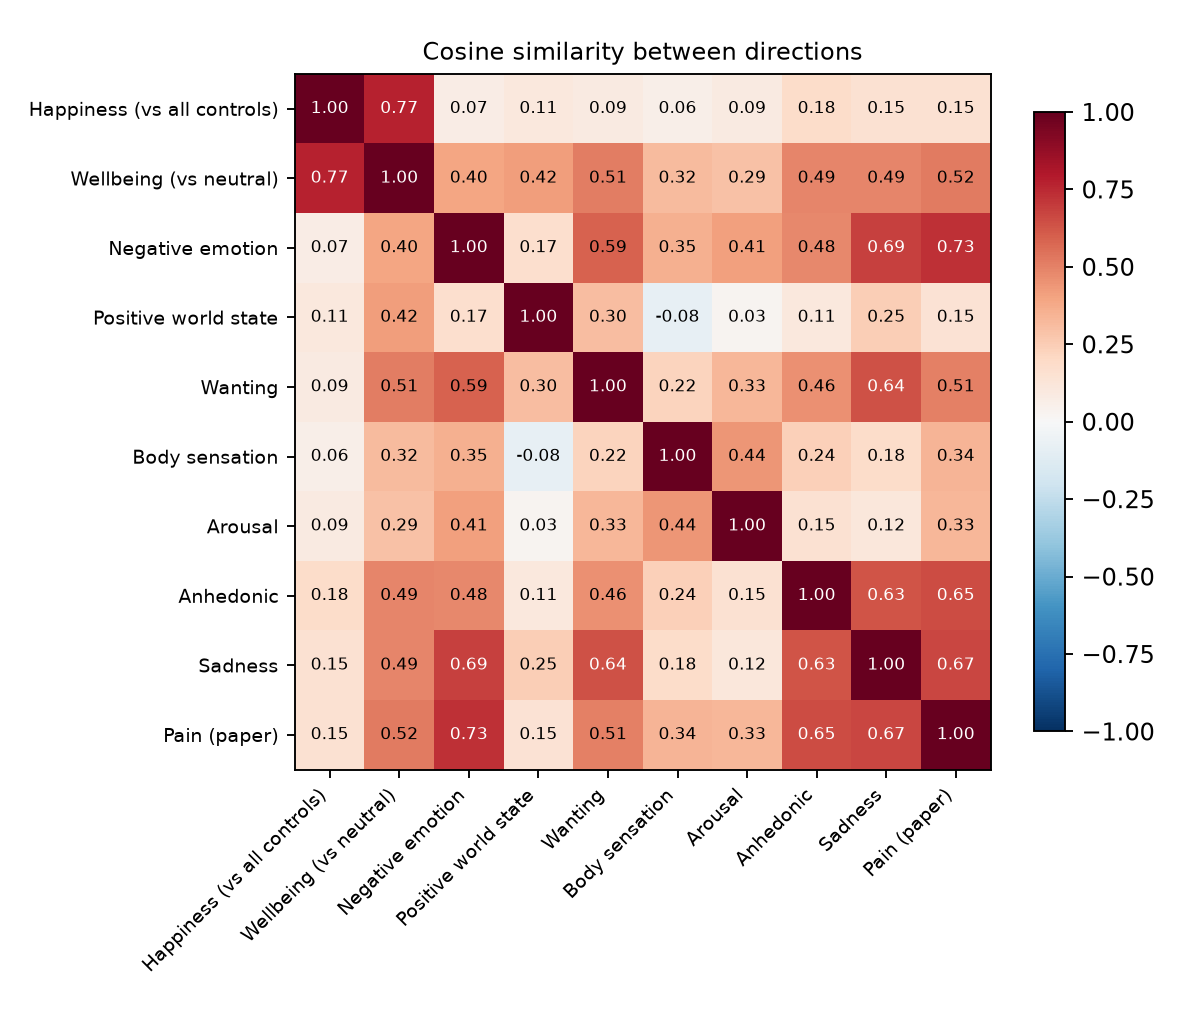 Cosine similarity between directions
Happiness (vs all controls) 1.00 0.77 0.07 0.11 0.09 0.06 0.09 0.18 0.15 0.15
Wellbeing (vs neutral) 0.77 1.00 0.40 0.42 0.51 0.32 0.29 0.49 0.49 0.52
Negative emotion 0.07 0.40 1.00 0.17 0.59 0.35 0.41 0.48 0.69 0.73
Positive world state 0.11 0.42 0.17 1.00 0.30 -0.08 0.03 0.11 0.25 0.15
Wanting 0.09 0.51 0.59 0.30 1.00 0.22 0.33 0.46 0.64 0.51
Body sensation 0.06 0.32 0.35 -0.08 0.22 1.00 0.44 0.24 0.18 0.34
Arousal 0.09 0.29 0.41 0.03 0.33 0.44 1.00 0.15 0.12 0.33
Anhedonic 0.18 0.49 0.48 0.11 0.46 0.24 0.15 1.00 0.63 0.65
Sadness 0.15 0.49 0.69 0.25 0.64 0.18 0.12 0.63 1.00 0.67
Pain (paper) 0.15 0.52 0.73 0.15 0.51 0.34 0.33 0.65 0.67 1.00
Happiness (vs all controls)
Wellbeing (vs neutral)
Negative emotion
Positive world state
Wanting
Body sensation
Arousal
Anhedonic
Sadness
Pain (paper)
1.00
0.75
0.50
0.25
0.00
−0.25
−0.50
−0.75
−1.00